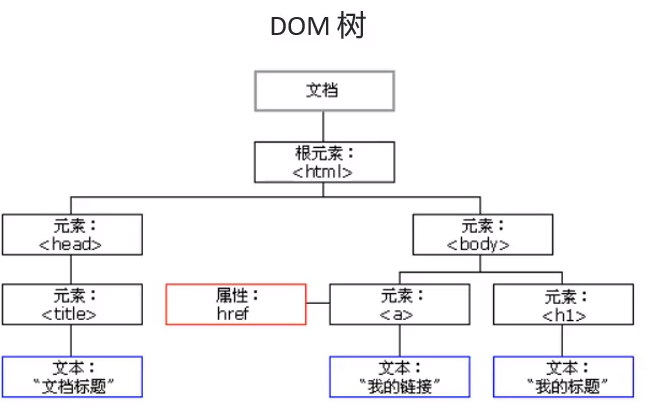 DOM 树
文档
根元素：
<html>
元素：
<head>
元素：
<body>
元素：
<title>
属性：
href
元素：
<a>
元素：
<h1>
文本：
“文档标题”
文本：
“我的链接”
文本：
“我的标题”